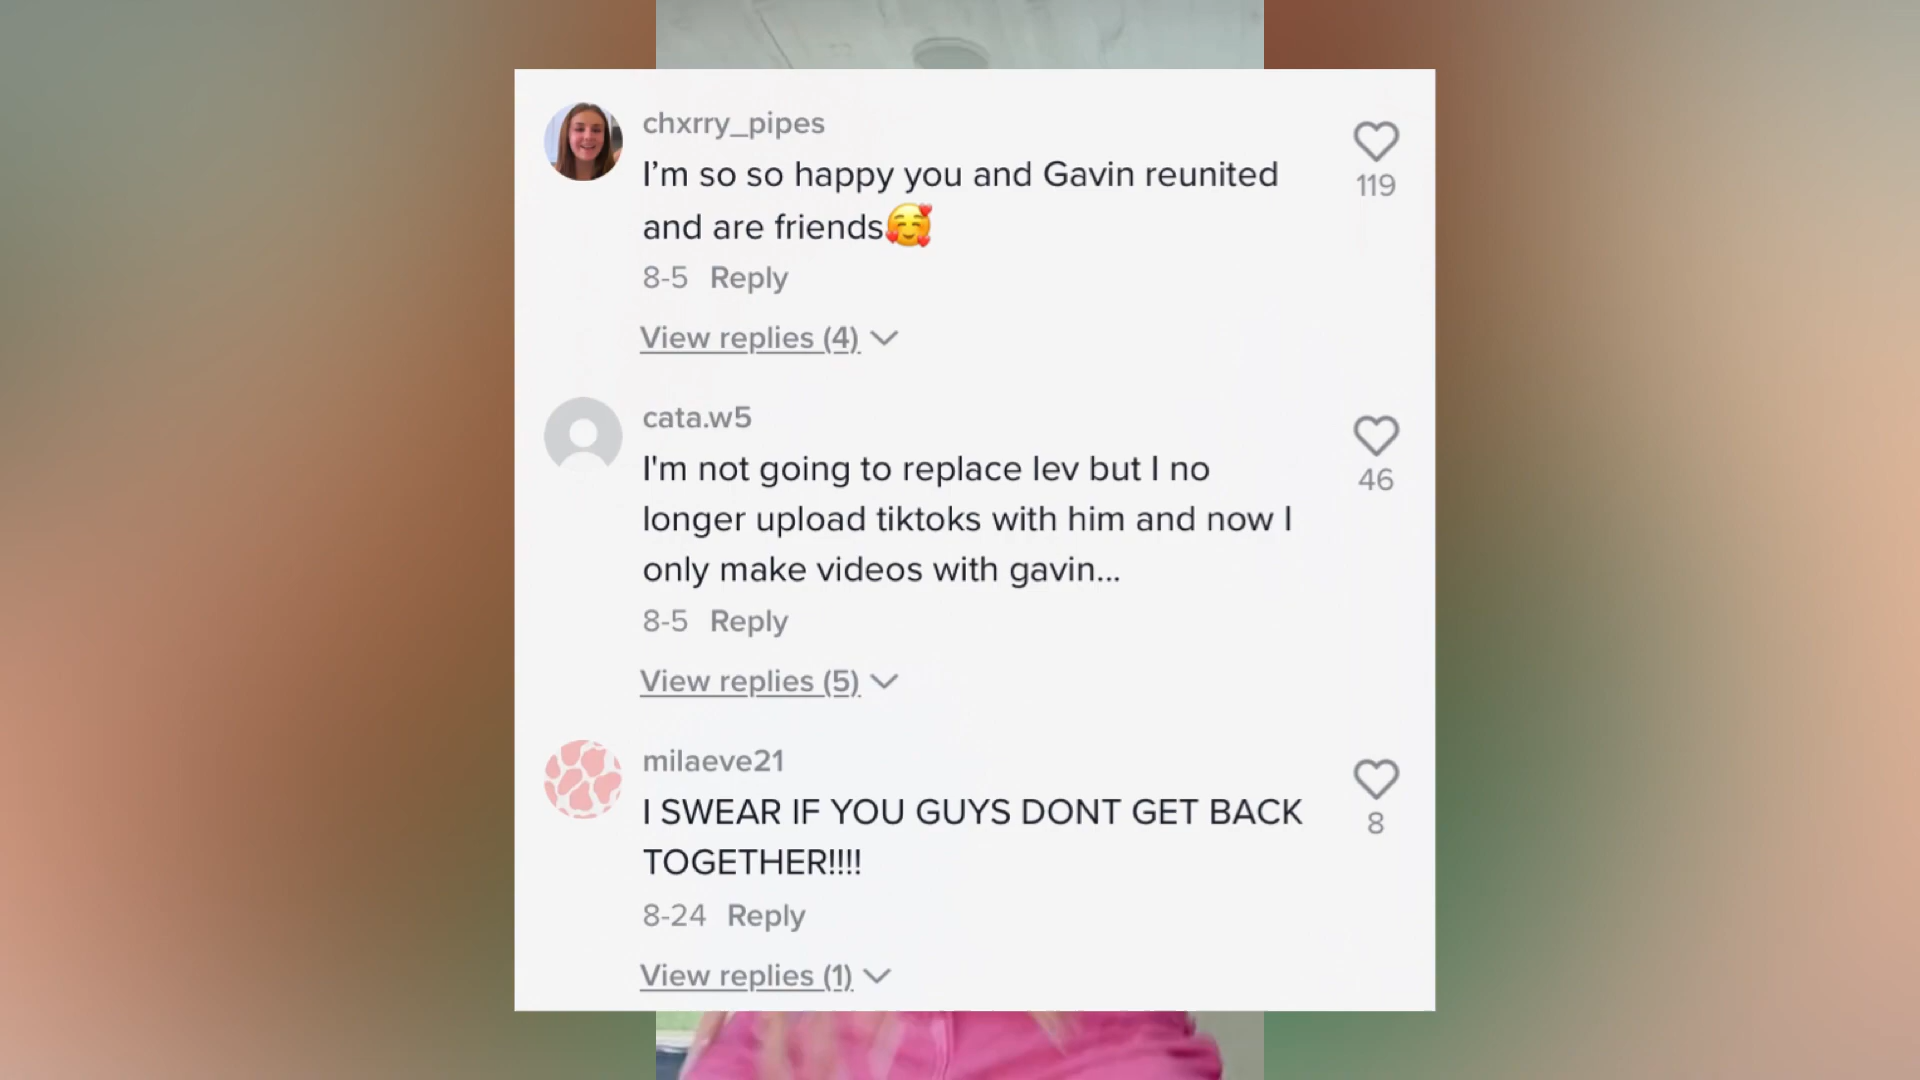 chxrry_pipes
I'm so so happy you and Gavin reunited
and are friends🥰
119
8-5 Reply
View replies (4)
cata.w5
I'm not going to replace lev but I no
longer upload tiktoks with him and now I
only make videos with gavin...
46
8-5 Reply
View replies (5)
milaeve21
I SWEAR IF YOU GUYS DONT GET BACK
TOGETHER!!!!
8
8-24 Reply
View replies (1)